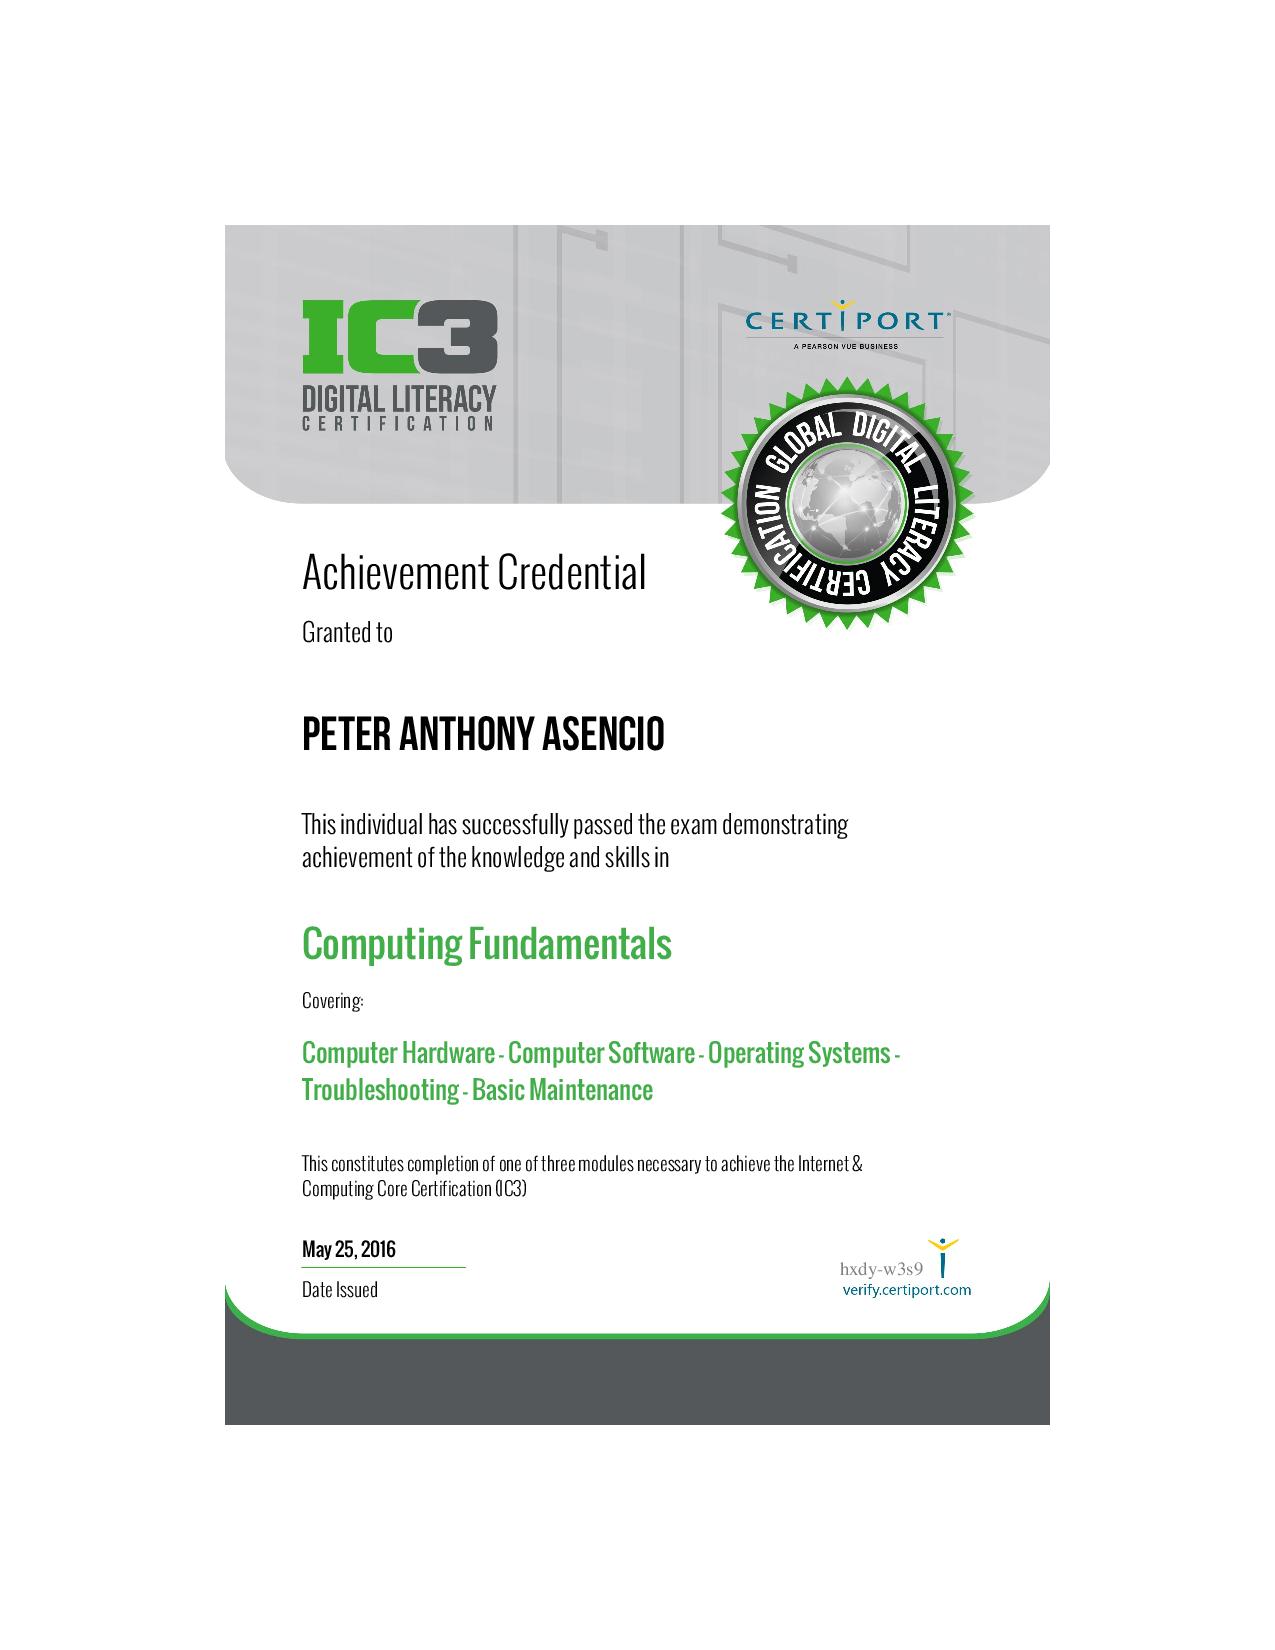 IC3
DIGITAL LITERACY
CERTIFICATION
CERTIPORT®
A PEARSON VUE BUSINESS
GLOBAL DIGITAL LITERACY CERTIFICATION
Achievement Credential
Granted to
PETER ANTHONY ASENCIO
This individual has successfully passed the exam demonstrating
achievement of the knowledge and skills in
Computing Fundamentals
Covering:
Computer Hardware - Computer Software - Operating Systems -
Troubleshooting - Basic Maintenance
This constitutes completion of one of three modules necessary to achieve the Internet &
Computing Core Certification (IC3)
May 25, 2016
Date Issued
hxdy-w3s9
verify.certiport.com